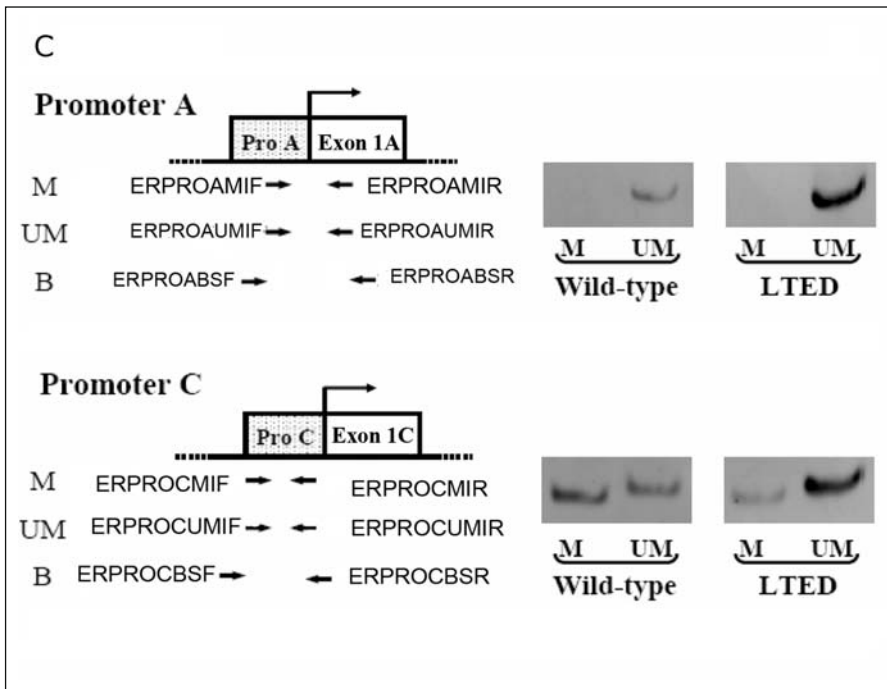 C
Promoter A
Pro A Exon 1A
M ERPROAMIF ERPROAMIR
UM ERPROAUMIF ERPROAUMIR
B ERPROABSF ERPROABSR
M UM M UM
Wild-type LTED
Promoter C
Pro C Exon 1C
M ERPROCMIF ERPROCMIR
UM ERPROCUMIF ERPROCUMIR
B ERPROCBSF ERPROCBSR
M UM M UM
Wild-type LTED